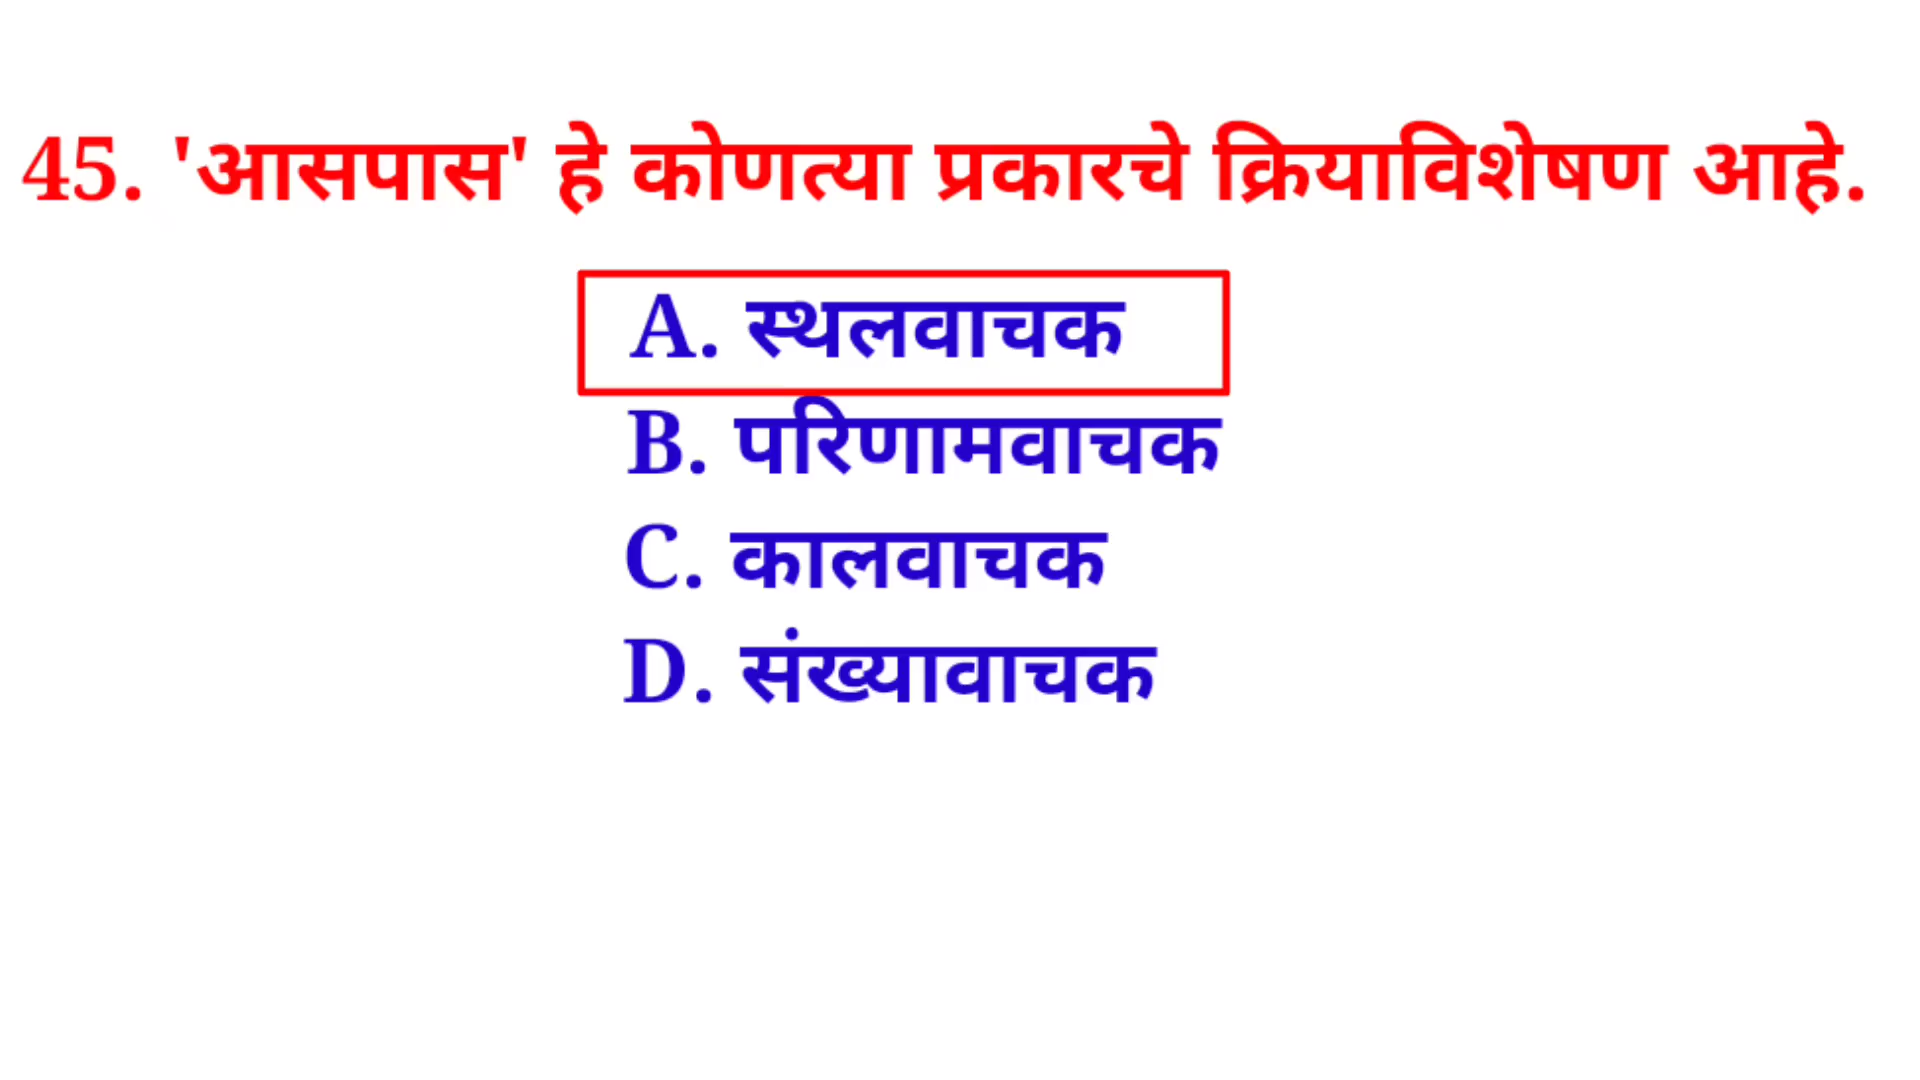 45. 'आसपास' हे कोणत्या प्रकारचे क्रियाविशेषण आहे.
A. स्थलवाचक
B. परिणामवाचक
C. कालवाचक
D. संख्यावाचक